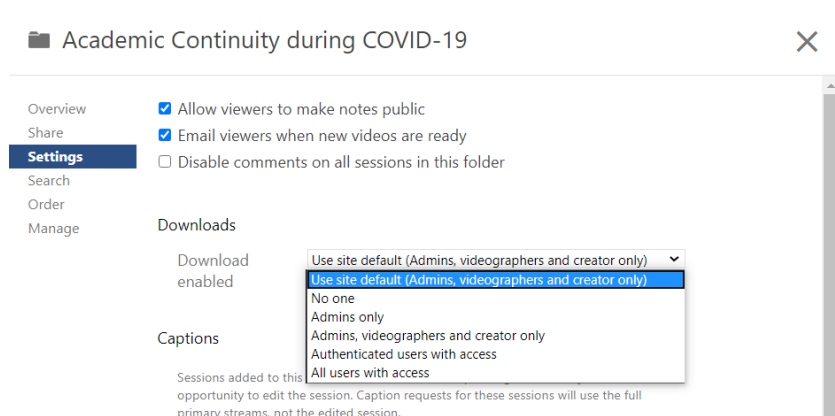 Academic Continuity during COVID-19
Overview
Share
Settings
Search
Order
Manage
Allow viewers to make notes public
Email viewers when new videos are ready
Disable comments on all sessions in this folder
Downloads
Download enabled
Use site default (Admins, videographers and creator only)
Use site default (Admins, videographers and creator only)
No one
Admins only
Admins, videographers and creator only
Authenticated users with access
All users with access
Captions
Sessions added to this
opportunity to edit the session. Caption requests for these sessions will use the full
primary streams, not the edited session.